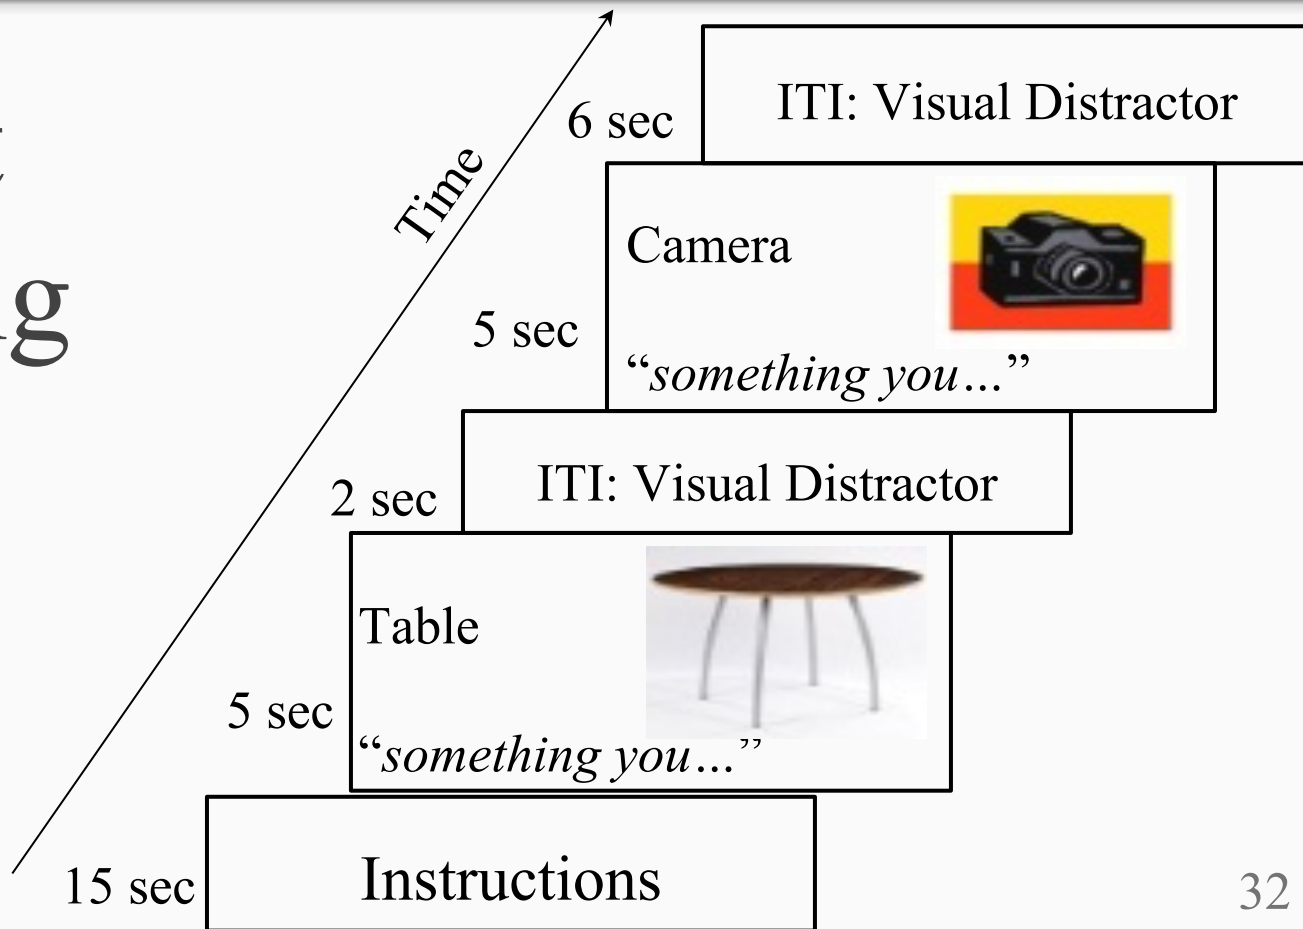 ITI: Visual Distractor
6 sec
Time
Camera
5 sec
“something you…”
ITI: Visual Distractor
2 sec
Table
5 sec
“something you…”
Instructions
15 sec
32